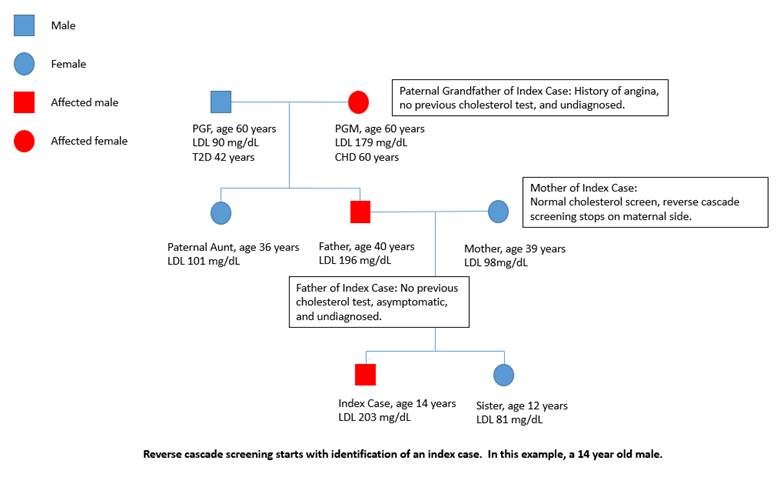 Male
Female
Affected male
Affected female
Paternal Grandfather of Index Case: History of angina,
no previous cholesterol test, and undiagnosed.
PGF, age 60 years
LDL 90 mg/dL
T2D 42 years
PGM, age 60 years
LDL 179 mg/dL
CHD 60 years
Mother of Index Case:
Normal cholesterol screen, reverse cascade
screening stops on maternal side.
Paternal Aunt, age 36 years
LDL 101 mg/dL
Father, age 40 years
LDL 196 mg/dL
Mother, age 39 years
LDL 98mg/dL
Father of Index Case: No previous
cholesterol test, asymptomatic,
and undiagnosed.
Index Case, age 14 years
LDL 203 mg/dL
Sister, age 12 years
LDL 81 mg/dL
Reverse cascade screening starts with identification of an index case. In this example, a 14 year old male.